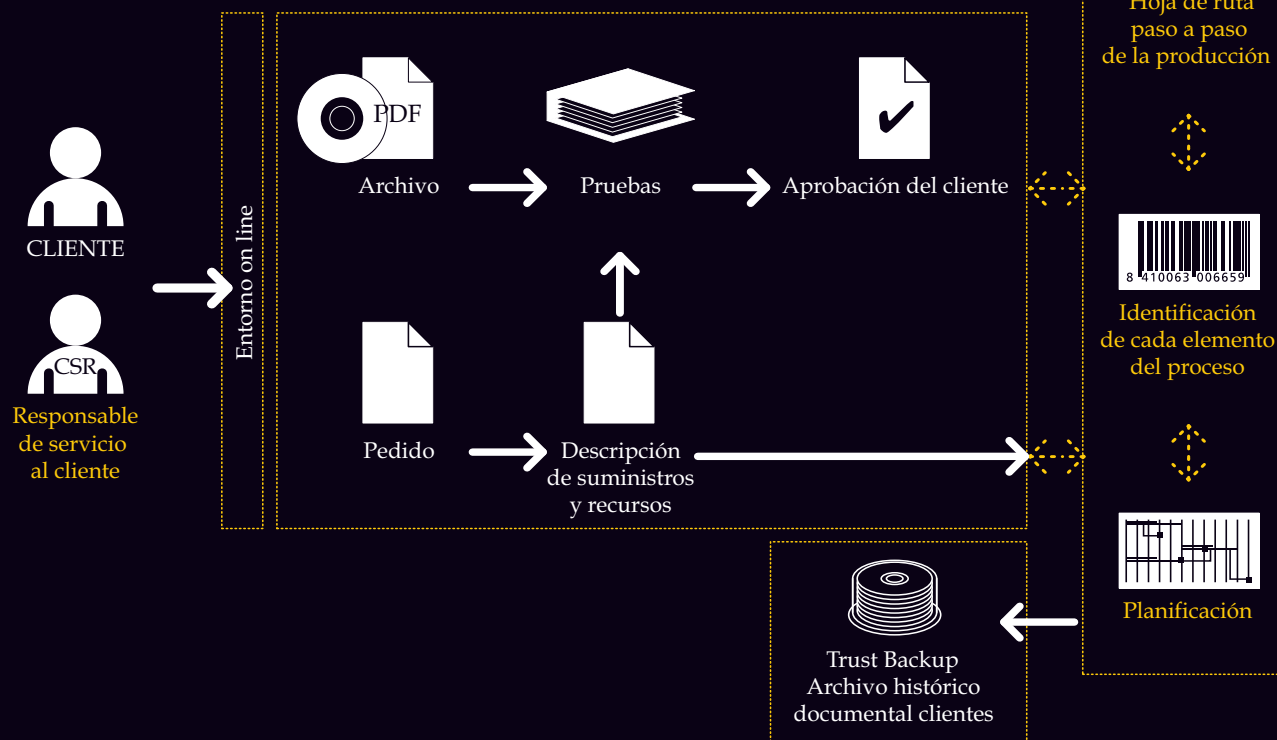 Hoja de ruta
paso a paso
de la producción
PDF
Archivo
Pruebas
Aprobación del cliente
CLIENTE
Entorno on line
8 410063 006659
Identificación
de cada elemento
del proceso
CSR
Responsable
de servicio
al cliente
Pedido
Descripción
de suministros
y recursos
Planificación
Trust Backup
Archivo histórico
documental clientes